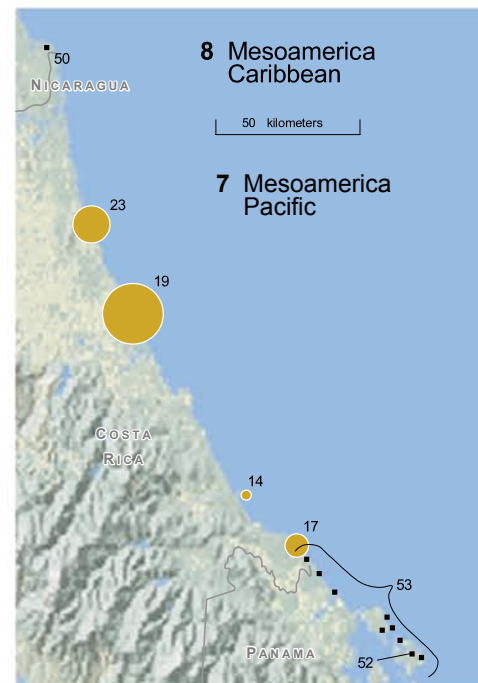 8 Mesoamerica
Caribbean
50
NICARAGUA
50 kilometers
7 Mesoamerica
Pacific
23
19
COSTA
RICA
14
17
53
PANAMA
52